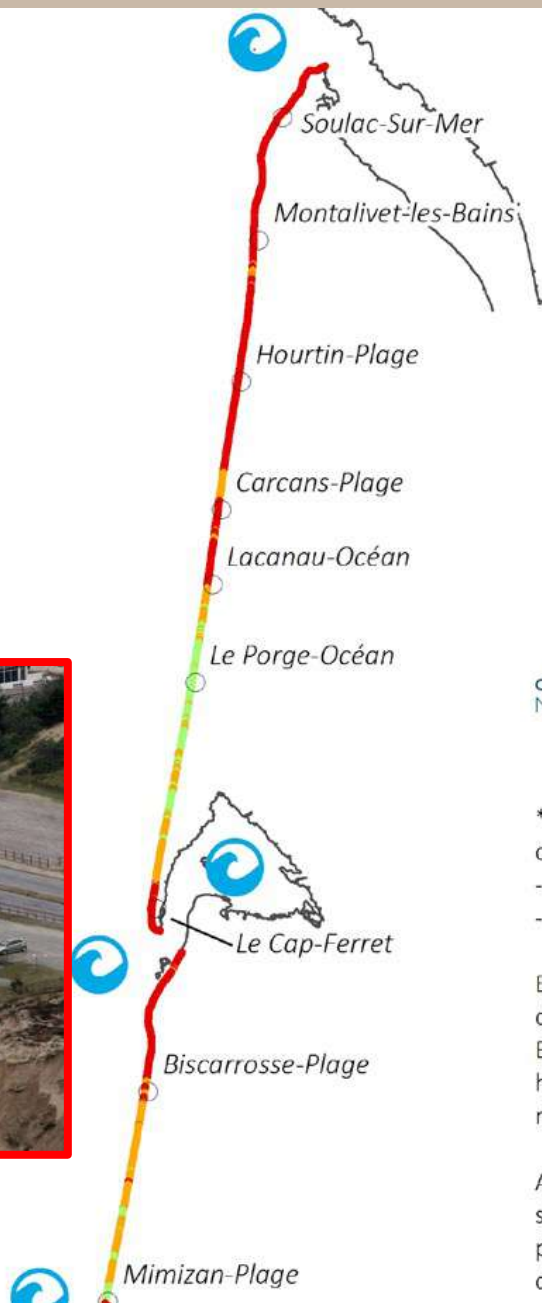 Soulac-Sur-Mer
Montalivet-les-Bains
Hourtin-Plage
Carcans-Plage
Lacanau-Océan
Le Porge-Océan
Le Cap-Ferret
Biscarrosse-Plage
Mimizan-Plage